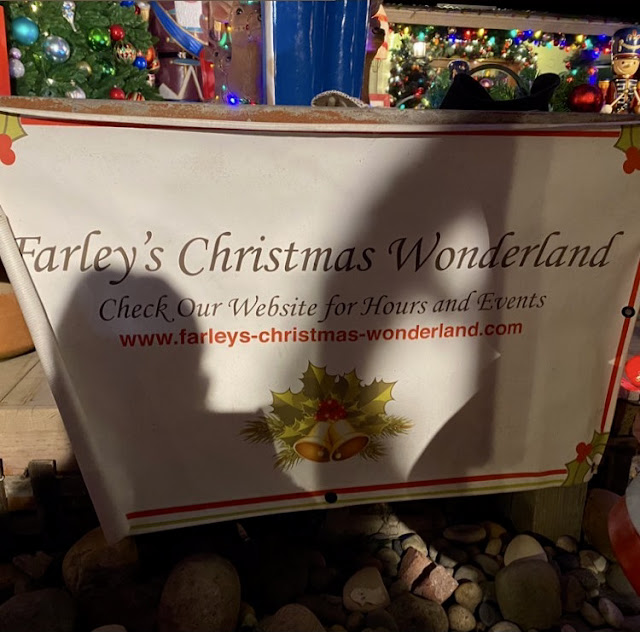 Farley's Christmas Wonderland
Check Our Website for Hours and Events
www.farleys-christmas-wonderland.com